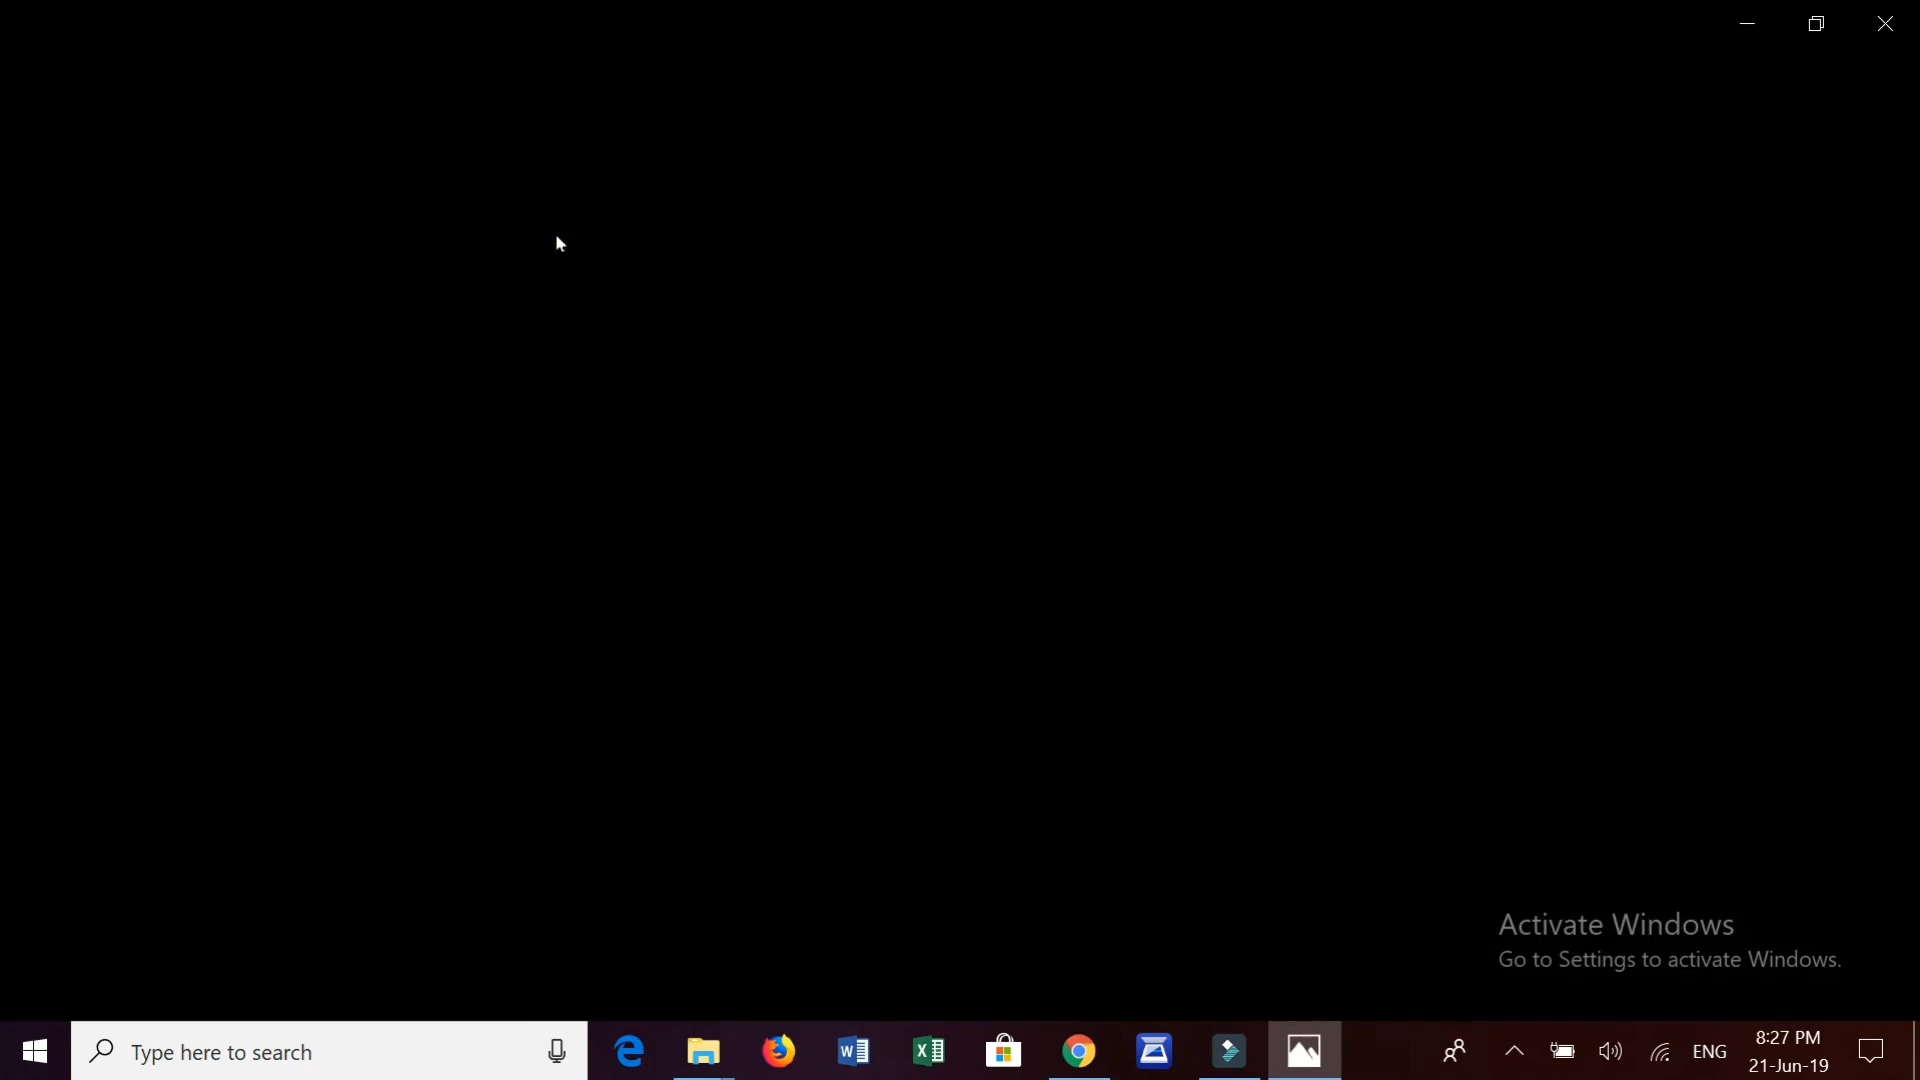 Activate Windows
Go to Settings to activate Windows.
Type here to search
ENG
8:27 PM
21-Jun-19